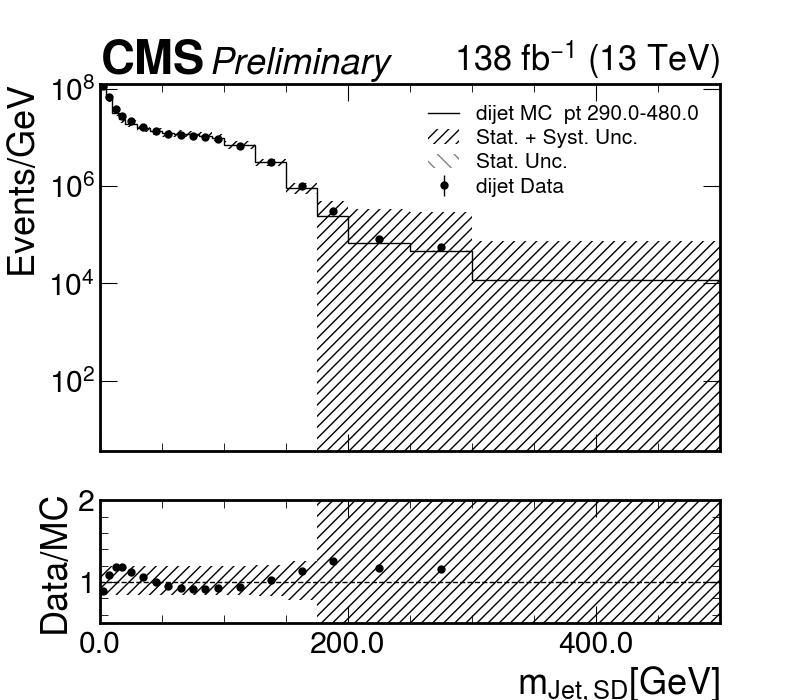 CMS Preliminary 138 fb⁻¹ (13 TeV)
Events/GeV
10⁸
10⁶
10⁴
10²
dijet MC pt 290.0-480.0
Stat. + Syst. Unc.
Stat. Unc.
dijet Data
Data/MC
2
1
0.0 200.0 400.0
m_Jet, SD[GeV]